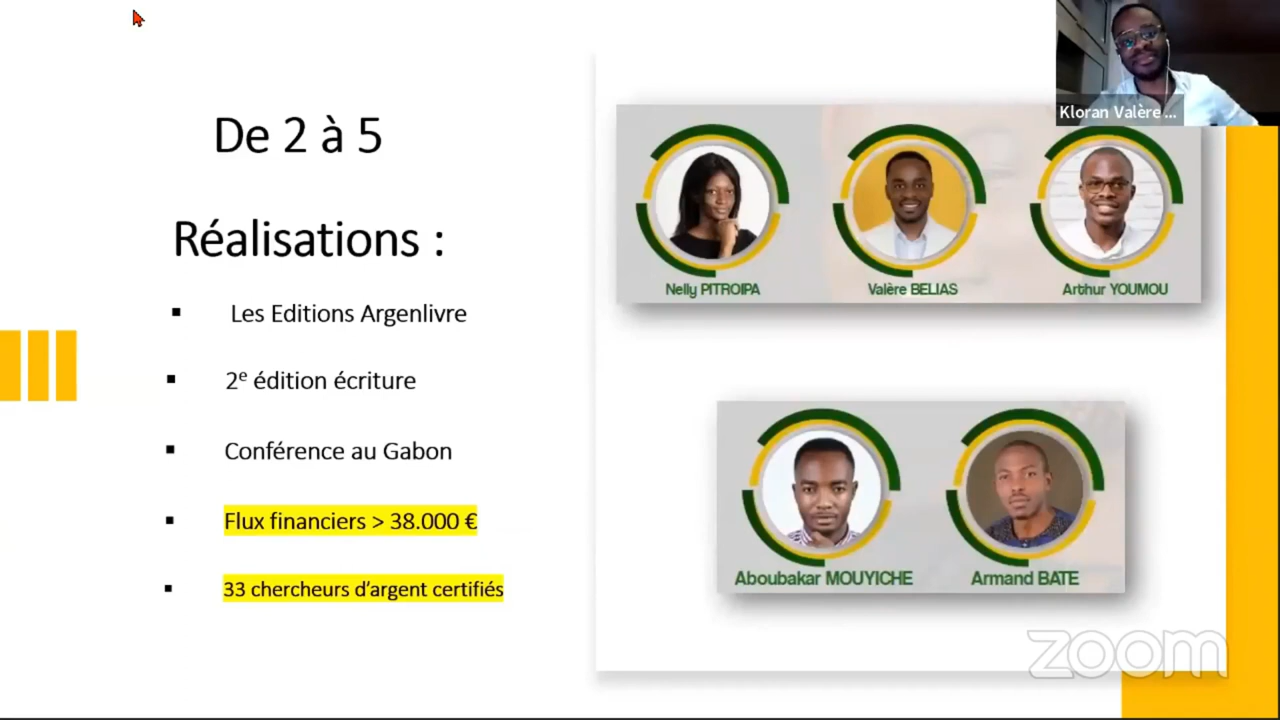 De 2 à 5
Réalisations :
▪ Les Editions Argenlivre
▪ 2e édition écriture
▪ Conférence au Gabon
▪ Flux financiers > 38.000 €
▪ 33 chercheurs d’argent certifiés
Kloran Valère ...
Nelly PITROIPA
Valère BELIAS
Arthur YOUMOU
Aboubakar MOUYICHE
Armand BATE
zoom